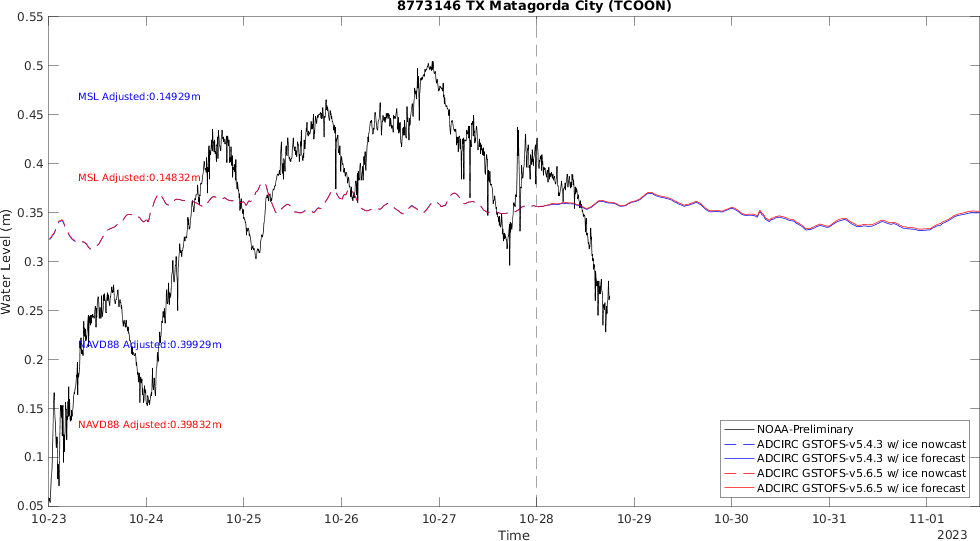 8773146 TX Matagorda City (TCOON)
0.55
0.5
0.45
0.4
0.35
0.3
0.25
0.2
0.15
0.1
0.05
Water Level (m)
MSL Adjusted:0.14929m
MSL Adjusted:0.14832m
NAVD88 Adjusted:0.39929m
NAVD88 Adjusted:0.39832m
NOAA-Preliminary
ADCIRC GSTOFS-v5.4.3 w/ ice nowcast
ADCIRC GSTOFS-v5.4.3 w/ ice forecast
ADCIRC GSTOFS-v5.6.5 w/ ice nowcast
ADCIRC GSTOFS-v5.6.5 w/ ice forecast
10-23 10-24 10-25 10-26 10-27 10-28 10-29 10-30 10-31 11-01
Time
2023